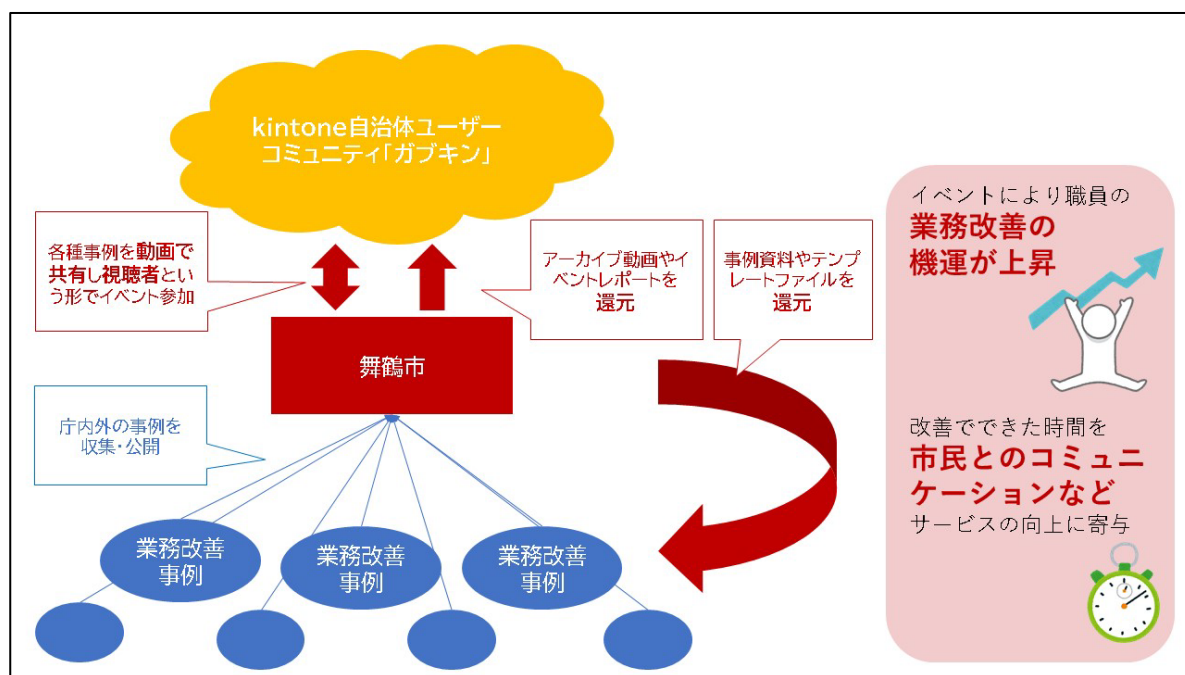 kintone自治体ユーザー
コミュニティ「ガブキン」
各種事例を動画で
共有し視聴者とい
う形でイベント参加
アーカイブ動画やイ
ベントレポートを
還元
事例資料やテンプ
レートファイルを
還元
舞鶴市
庁内外の事例を
収集・公開
業務改善
事例
業務改善
事例
業務改善
事例
イベントにより職員の
業務改善の
機運が上昇
改善でできた時間を
市民とのコミュニ
ケーションなど
サービスの向上に寄与